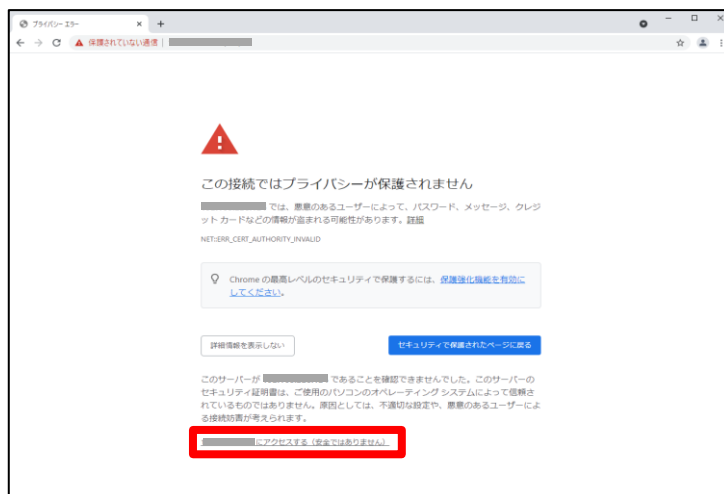 プライバシー エラー
保護されていない通信
この接続ではプライバシーが保護されません
では、悪意のあるユーザーによって、パスワード、メッセージ、クレジ
ット カードなどの情報が盗まれる可能性があります。詳細
NET::ERR_CERT_AUTHORITY_INVALID
Chrome の最高レベルのセキュリティで保護するには、保護強化機能を有効に
してください。
詳細情報を表示しない
セキュリティで保護されたページに戻る
このサーバーが であることを確認できませんでした。このサーバーの
セキュリティ証明書は、ご使用のパソコンのオペレーティング システムによって信頼さ
れているものではありません。原因としては、不適切な設定や、悪意のあるユーザーによ
る接続妨害が考えられます。
にアクセスする（安全ではありません）